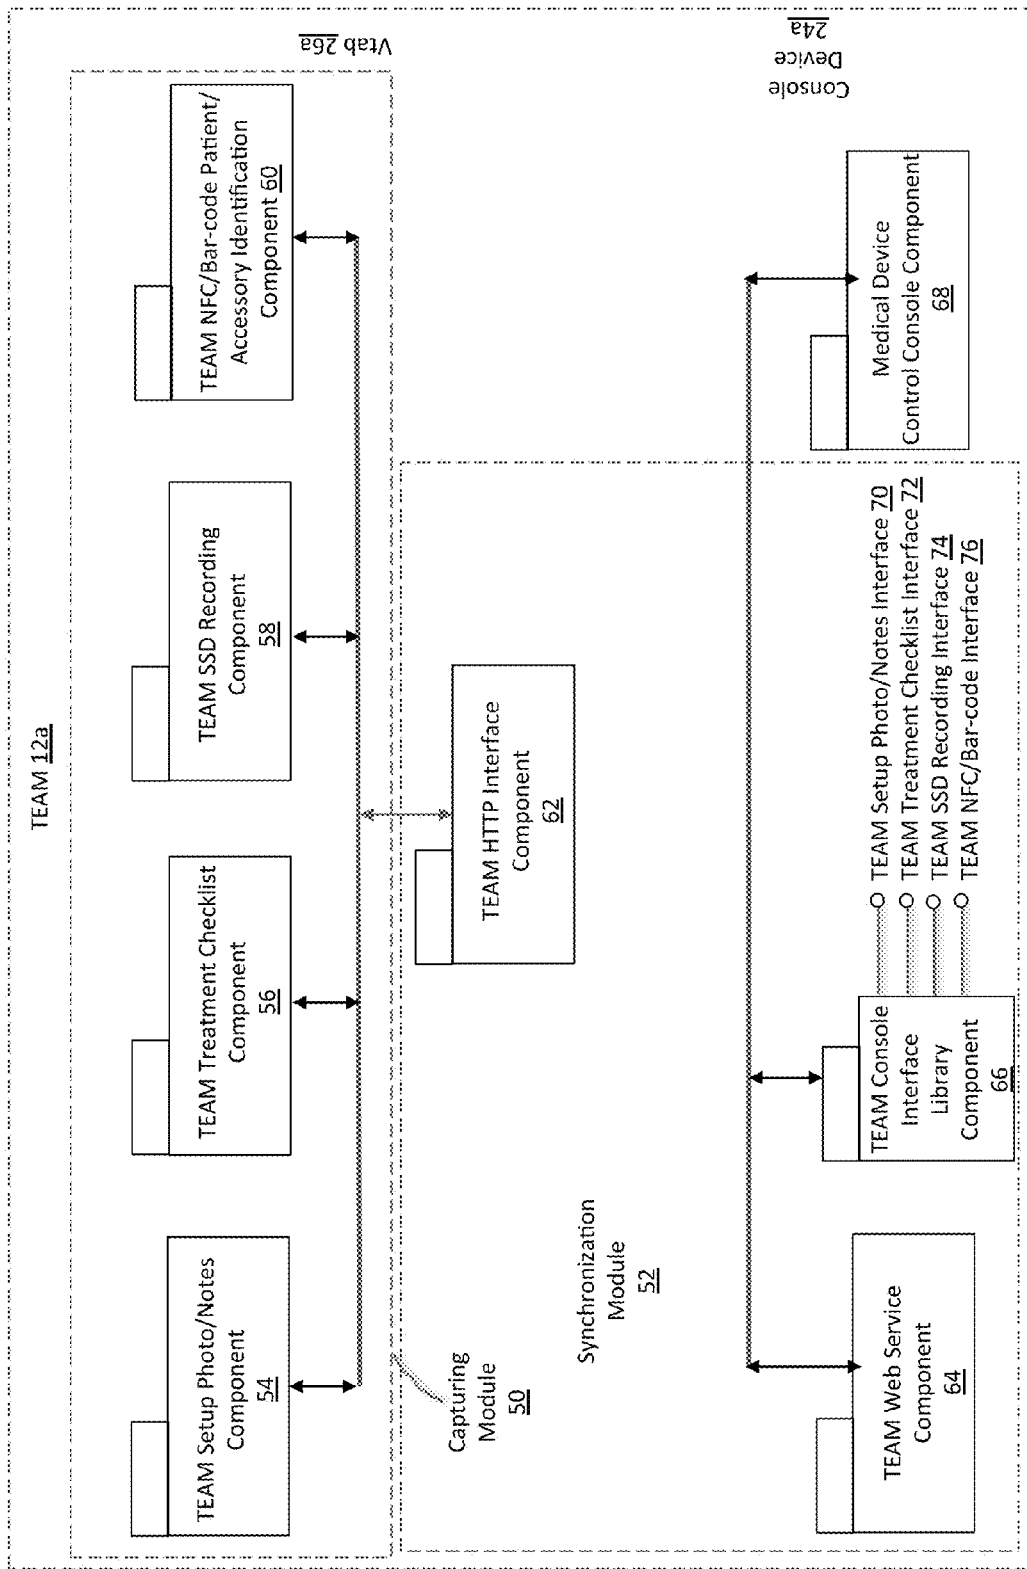 TEAM 12a
TEAM Setup Photo/Notes
Component
54
TEAM Treatment Checklist
Component
56
TEAM SSD Recording
Component
58
TEAM NFC/Bar-code Patient/
Accessory Identification
Component 60
Vtab 26a
Capturing
Module
50
TEAM HTTP Interface
Component
62
Synchronization
Module
52
TEAM Web Service
Component
64
TEAM Console
Interface
Library
Component
66
TEAM Setup Photo/Notes Interface 70
TEAM Treatment Checklist Interface 72
TEAM SSD Recording Interface 74
TEAM NFC/Bar-code Interface 76
Medical Device
Control Console Component
68
Console
Device
24a